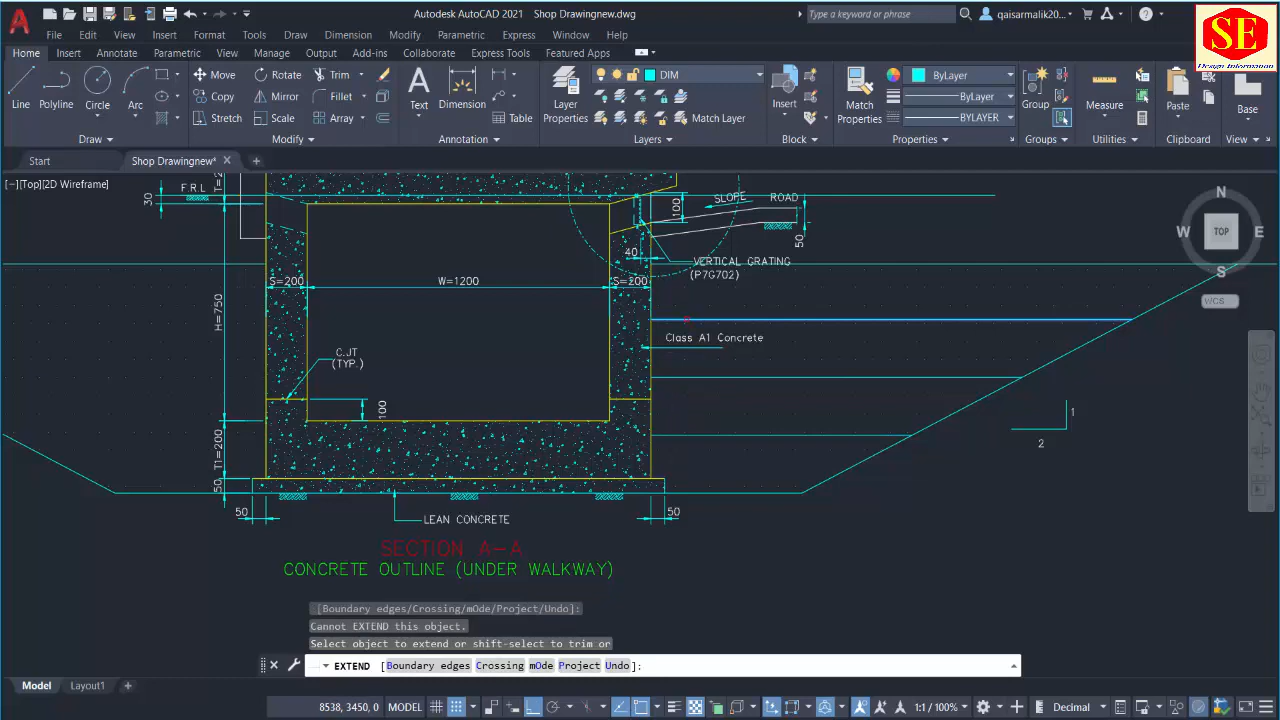 Autodesk AutoCAD 2021 Shop Drawingnew.dwg
Type a keyword or phrase
qaisarmalik20...
SE
Design Information
File Edit View Insert Format Tools Draw Dimension Modify Parametric Express Window Help
Home Insert Annotate Parametric View Manage Output Add-ins Collaborate Express Tools Featured Apps
Line Polyline Circle Arc
Move Rotate Trim
Copy Mirror Fillet
Stretch Scale Array
Text Dimension Table
Layer Properties
DIM
Match Layer
Insert
Match Properties
ByLayer
ByLayer
BYLAYER
Group Measure Paste Base
Draw Modify Annotation Layers Block Properties Groups Utilities Clipboard View
Start
Shop Drawingnew*
[−][Top][2D Wireframe]
N
W TOP E
S
WCS
F.R.L
30
T=2
100
SLOPE ROAD
50
40
VERTICAL GRATING
(P7G702)
S=200
W=1200
S=200
H=750
Class A1 Concrete
C.JT
(TYP.)
100
1
2
T1=200
50
50
50
LEAN CONCRETE
SECTION A-A
CONCRETE OUTLINE (UNDER WALKWAY)
[Boundary edges/Crossing/mOde/Project/Undo]:
Cannot EXTEND this object.
Select object to extend or shift-select to trim or
EXTEND [Boundary edges Crossing mOde Project Undo]:
Model Layout1
8538, 3450, 0 MODEL 1:1 / 100% Decimal